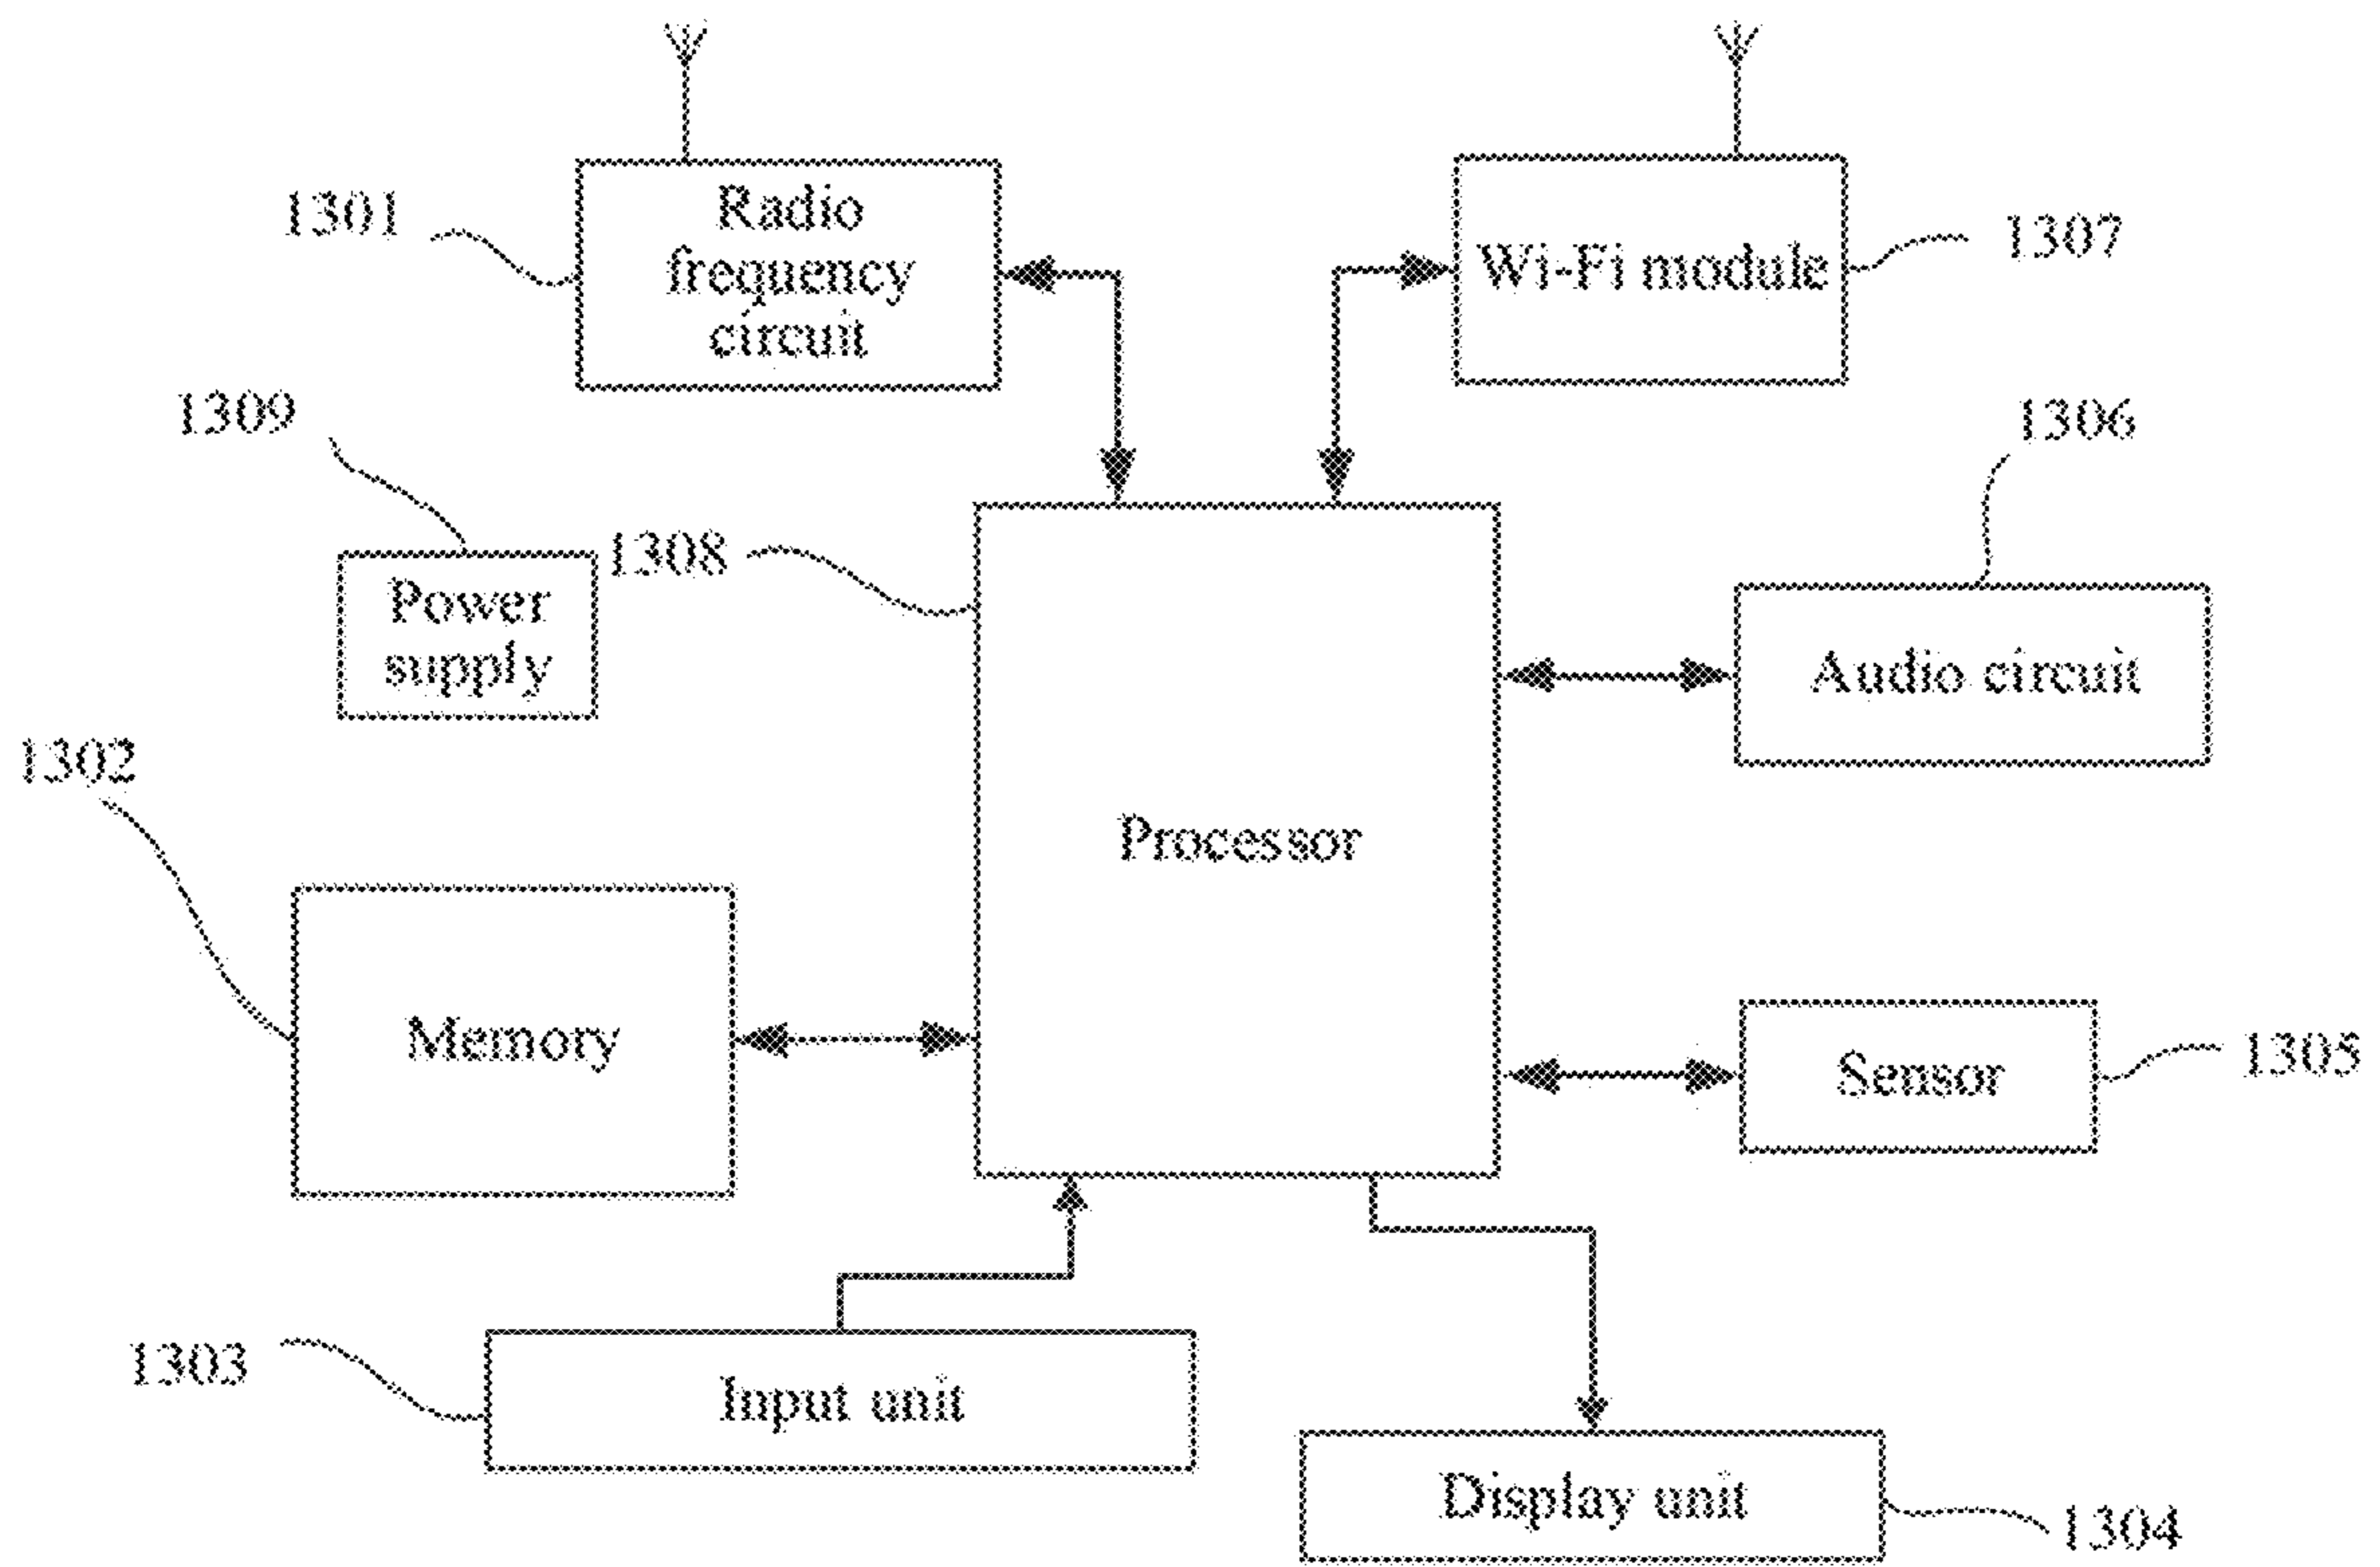 1301
Radio
frequency
circuit
Wi-Fi module
1307
1309
1306
1308
Power
supply
Audio circuit
1302
Processor
Memory
Sensor
1305
1303
Input unit
Display unit
1304